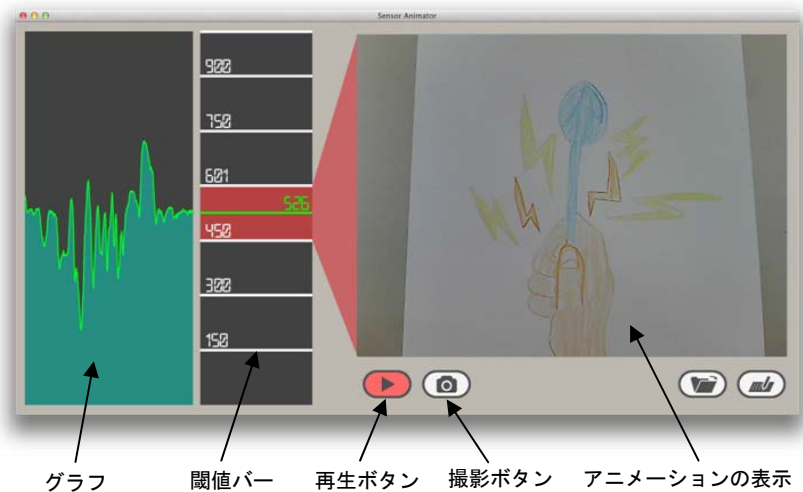 Sensor Animator
900
750
601
526
450
300
150
グラフ
閾値バー
再生ボタン
撮影ボタン
アニメーションの表示